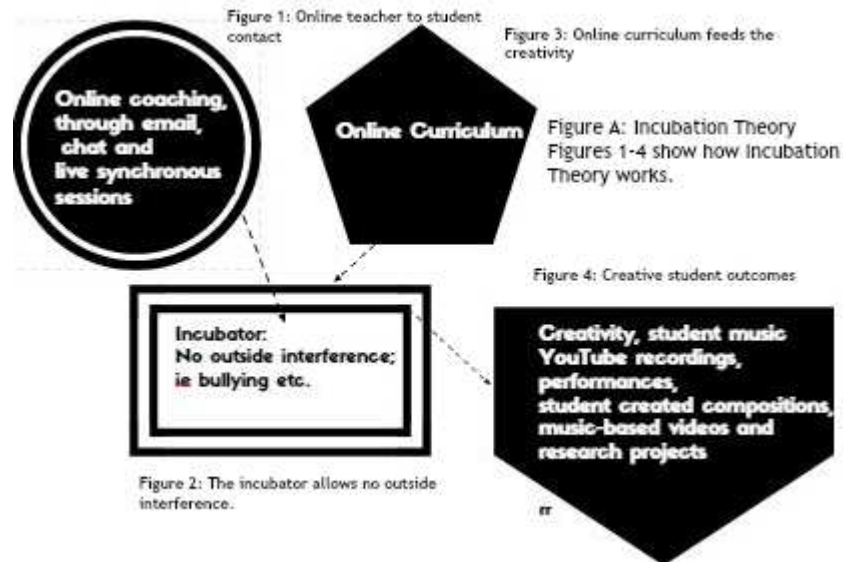 Figure 1: Online teacher to student
contact
Online coaching,
through email,
chat and
live synchronous
sessions
Figure 3: Online curriculum feeds the
creativity
Online Curriculum
Figure A: Incubation Theory
Figures 1-4 show how Incubation
Theory works.
Incubator:
No outside interference;
ie bullying etc.
Figure 2: The incubator allows no outside
interference.
Figure 4: Creative student outcomes
Creativity, student music
YouTube recordings,
performances,
student created compositions,
music-based videos and
research projects
rr